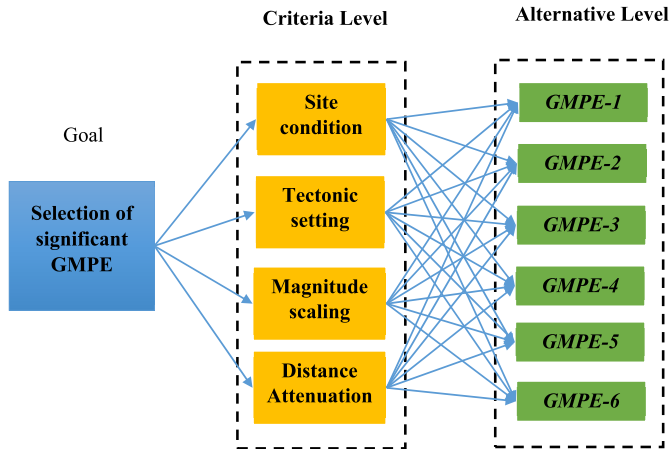 Criteria Level
Alternative Level
Goal
Selection of
significant
GMPE
Site
condition
Tectonic
setting
Magnitude
scaling
Distance
Attenuation
GMPE-1
GMPE-2
GMPE-3
GMPE-4
GMPE-5
GMPE-6